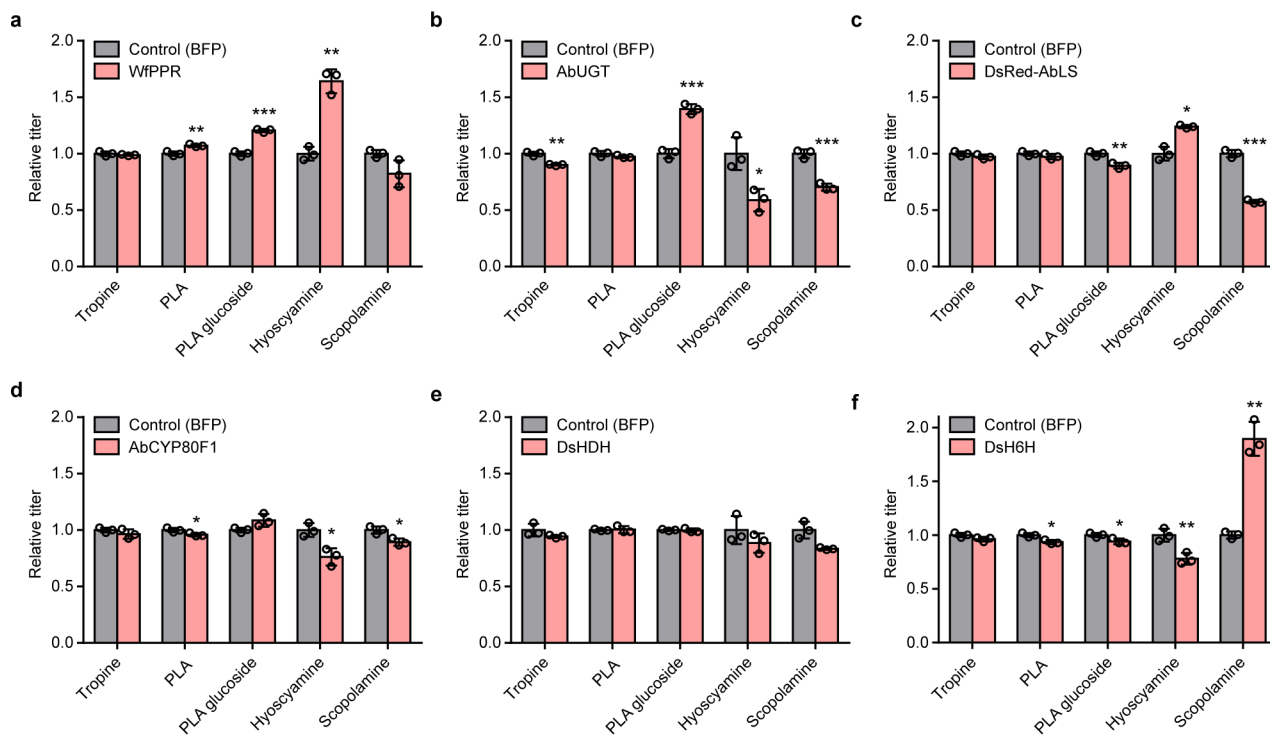 a
2.0
1.5
1.0
0.5
0.0
Relative titer
Control (BFP)
WfPPR
**
***
**
Tropine
PLA
PLA glucoside
Hyoscyamine
Scopolamine
b
2.0
1.5
1.0
0.5
0.0
Relative titer
Control (BFP)
AbUGT
**
***
*
***
Tropine
PLA
PLA glucoside
Hyoscyamine
Scopolamine
c
2.0
1.5
1.0
0.5
0.0
Relative titer
Control (BFP)
DsRed-AbLS
**
*
***
Tropine
PLA
PLA glucoside
Hyoscyamine
Scopolamine
d
2.0
1.5
1.0
0.5
0.0
Relative titer
Control (BFP)
AbCYP80F1
*
*
*
Tropine
PLA
PLA glucoside
Hyoscyamine
Scopolamine
e
2.0
1.5
1.0
0.5
0.0
Relative titer
Control (BFP)
DsHDH
Tropine
PLA
PLA glucoside
Hyoscyamine
Scopolamine
f
2.0
1.5
1.0
0.5
0.0
Relative titer
Control (BFP)
DsH6H
*
*
**
**
Tropine
PLA
PLA glucoside
Hyoscyamine
Scopolamine